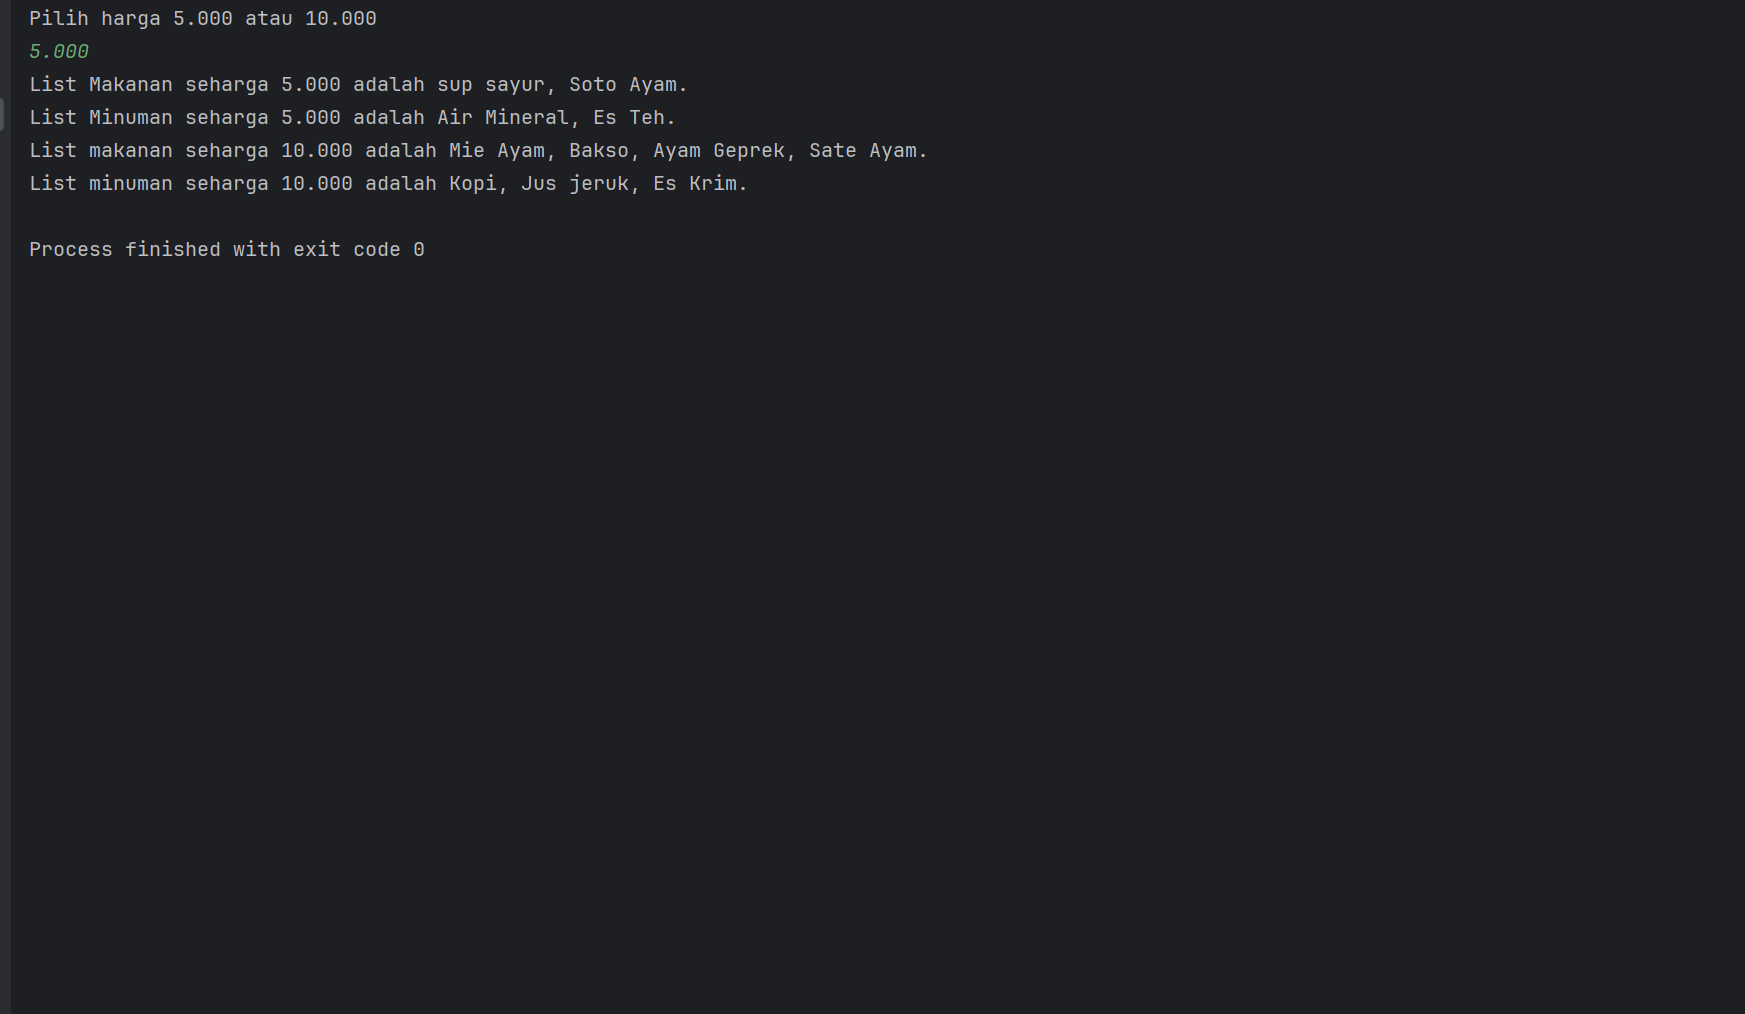 Pilih harga 5.000 atau 10.000
5.000
List Makanan seharga 5.000 adalah sup sayur, Soto Ayam.
List Minuman seharga 5.000 adalah Air Mineral, Es Teh.
List makanan seharga 10.000 adalah Mie Ayam, Bakso, Ayam Geprek, Sate Ayam.
List minuman seharga 10.000 adalah Kopi, Jus jeruk, Es Krim.
Process finished with exit code 0